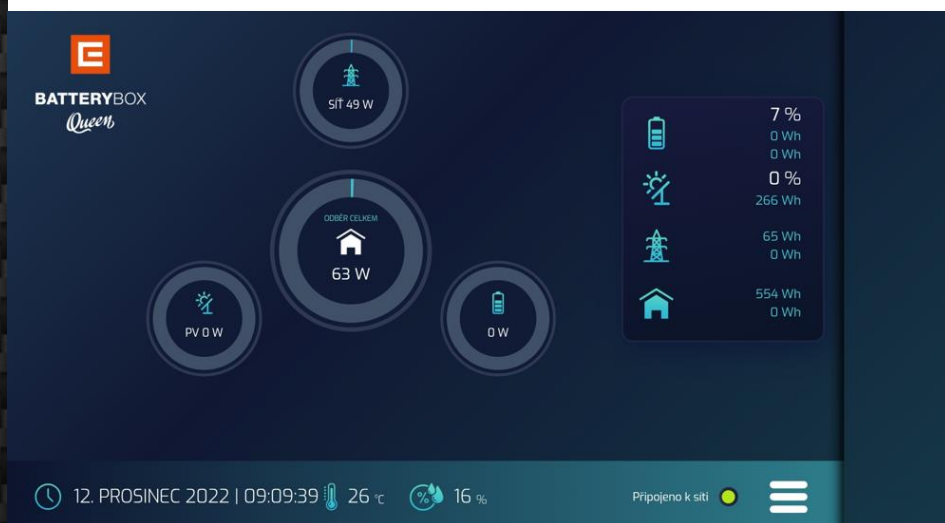 BATTERYBOX
Queen
SÍŤ 49 W
ODBĚR CELKEM
63 W
PV 0 W
0 W
7 %
0 Wh
0 Wh
0 %
266 Wh
65 Wh
0 Wh
554 Wh
0 Wh
12. PROSINEC 2022 | 09:09:39 26 °C % 16 %
Připojeno k síti